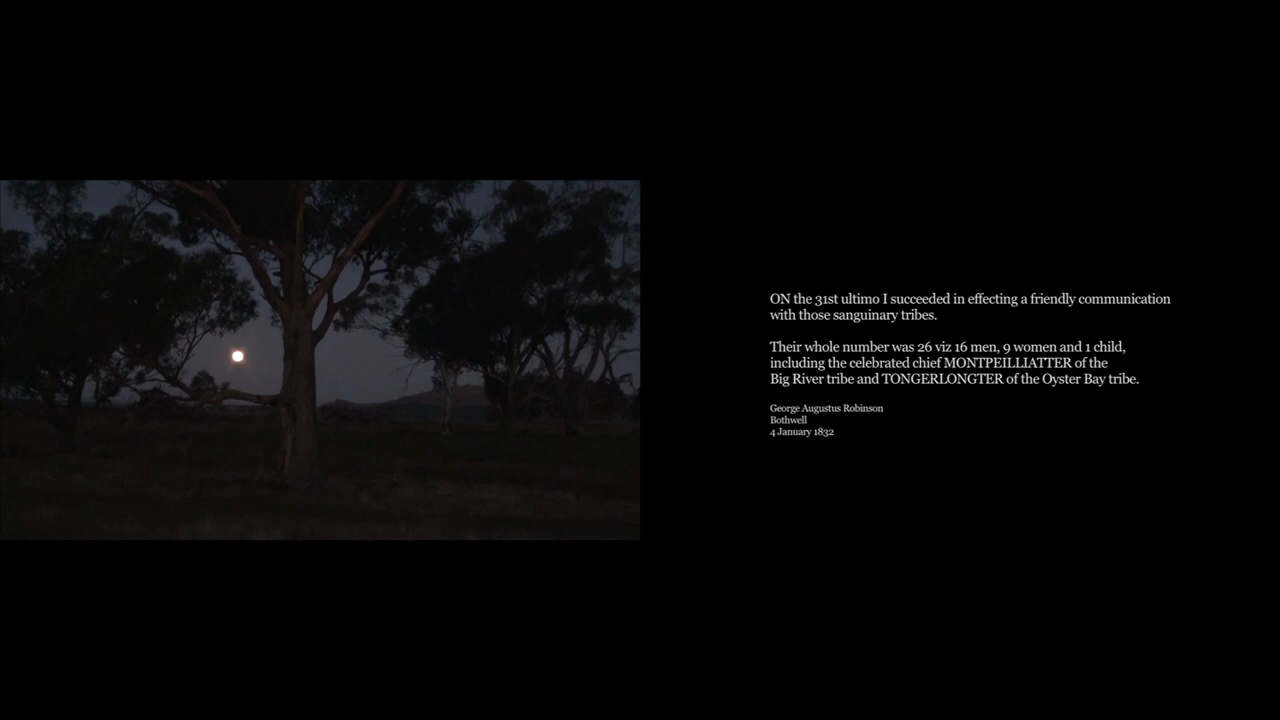 ON the 31st ultimo I succeeded in effecting a friendly communication
with those sanguinary tribes.
Their whole number was 26 viz 16 men, 9 women and 1 child,
including the celebrated chief MONTPEILLIATTER of the
Big River tribe and TONGERLONGTER of the Oyster Bay tribe.
George Augustus Robinson
Bothwell
4 January 1832